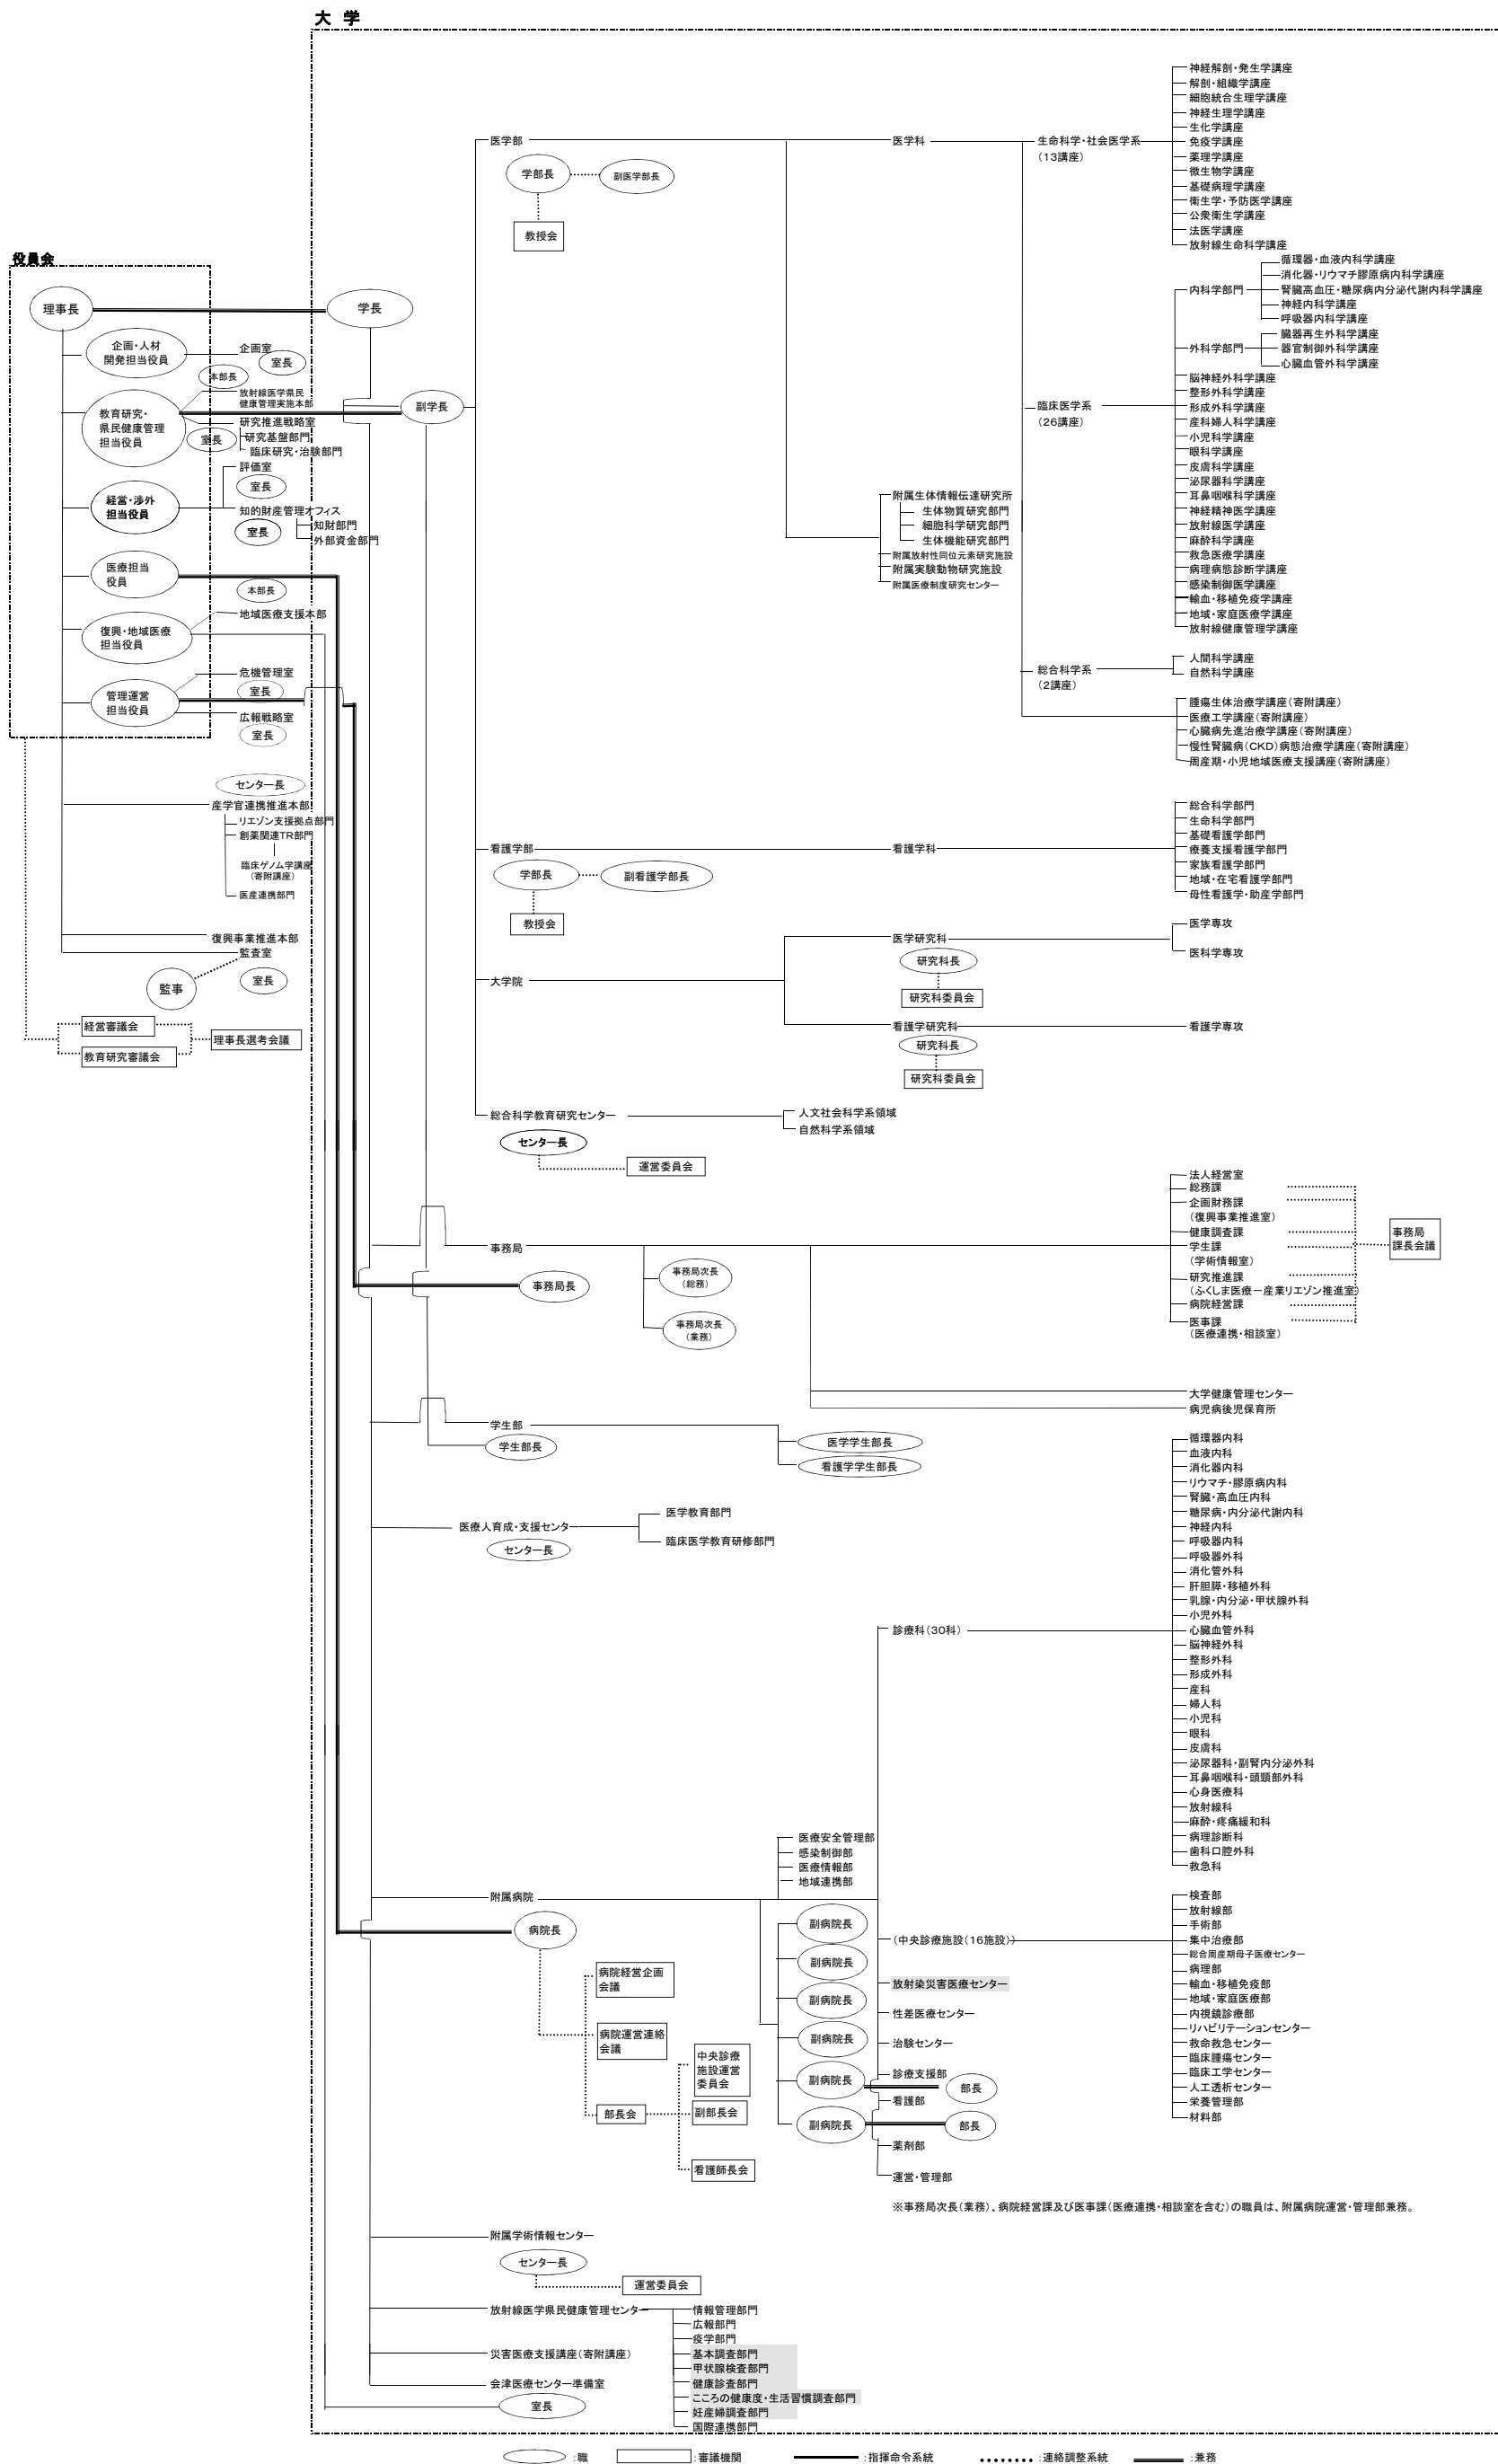 大 学
役員会
理事長
企画・人材
開発担当役員
企画室
室長
本部長
放射線医学県民
健康管理実施本部
教育研究・
県民健康管理
担当役員
研究推進戦略室
室長
研究基盤部門
臨床研究・治験部門
評価室
室長
経営・渉外
担当役員
知的財産管理オフィス
室長
知財部門
外部資金部門
医療担当
役員
本部長
地域医療支援本部
復興・地域医療
担当役員
危機管理室
室長
管理運営
担当役員
広報戦略室
室長
センター長
産学官連携推進本部
リエゾン支援拠点部門
創薬関連TR部門
臨床ゲノム学講座
（寄附講座）
医産連携部門
復興事業推進本部
監査室
室長
監事
経営審議会
教育研究審議会
理事長選考会議
学長
副学長
医学部
学部長
副医学部長
教授会
医学科
生命科学・社会医学系
（13講座）
神経解剖・発生学講座
解剖・組織学講座
細胞統合生理学講座
神経生理学講座
生化学講座
免疫学講座
薬理学講座
微生物学講座
基礎病理学講座
衛生学・予防医学講座
公衆衛生学講座
法医学講座
放射線生命科学講座
臨床医学系
（26講座）
内科学部門
循環器・血液内科学講座
消化器・リウマチ膠原病内科学講座
腎臓高血圧・糖尿病内分泌代謝内科学講座
神経内科学講座
呼吸器内科学講座
外科学部門
臓器再生外科学講座
器官制御外科学講座
心臓血管外科学講座
脳神経外科学講座
整形外科学講座
形成外科学講座
産科婦人科学講座
小児科学講座
眼科学講座
皮膚科学講座
泌尿器科学講座
耳鼻咽喉科学講座
神経精神医学講座
放射線医学講座
麻酔科学講座
救急医療学講座
病理病態診断学講座
感染制御医学講座
輸血・移植免疫学講座
地域・家庭医療学講座
放射線健康管理学講座
総合科学系
（2講座）
人間科学講座
自然科学講座
腫瘍生体治療学講座（寄附講座）
医療工学講座（寄附講座）
心臓病先進治療学講座（寄附講座）
慢性腎臓病（CKD）病態治療学講座（寄附講座）
周産期・小児地域医療支援講座（寄附講座）
附属生体情報伝達研究所
生体物質研究部門
細胞科学研究部門
生体機能研究部門
附属放射性同位元素研究施設
附属実験動物研究施設
附属医療制度研究センター
看護学部
学部長
副看護学部長
教授会
看護学科
総合科学部門
生命科学部門
基礎看護学部門
療養支援看護学部門
家族看護学部門
地域・在宅看護学部門
母性看護学・助産学部門
大学院
医学研究科
研究科長
研究科委員会
医学専攻
医科学専攻
看護学研究科
研究科長
研究科委員会
看護学専攻
総合科学教育研究センター
センター長
運営委員会
人文社会科学系領域
自然科学系領域
事務局
事務局長
事務局次長
（総務）
事務局次長
（業務）
法人経営室
総務課
企画財務課
（復興事業推進室）
健康調査課
学生課
（学術情報室）
研究推進課
（ふくしま医療－産業リエゾン推進室）
病院経営課
医事課
（医療連携・相談室）
事務局
課長会議
大学健康管理センター
病児病後児保育所
学生部
学生部長
医学学生部長
看護学学生部長
医療人育成・支援センター
センター長
医学教育部門
臨床医学教育研修部門
附属病院
病院長
病院経営企画
会議
病院運営連絡
会議
部長会
中央診療
施設運営
委員会
副部長会
看護師長会
医療安全管理部
感染制御部
医療情報部
地域連携部
副病院長
副病院長
副病院長
副病院長
副病院長
副病院長
診療科（30科）
循環器内科
血液内科
消化器内科
リウマチ・膠原病内科
腎臓・高血圧内科
糖尿病・内分泌代謝内科
神経内科
呼吸器内科
呼吸器外科
消化管外科
肝胆膵・移植外科
乳腺・内分泌・甲状腺外科
小児外科
心臓血管外科
脳神経外科
整形外科
形成外科
産科
婦人科
小児科
眼科
皮膚科
泌尿器科・副腎内分泌外科
耳鼻咽喉科・頭頸部外科
心身医療科
放射線科
麻酔・疼痛緩和科
病理診断科
歯科口腔外科
救急科
（中央診療施設（16施設）
検査部
放射線部
手術部
集中治療部
総合周産期母子医療センター
病理部
輸血・移植免疫部
地域・家庭医療部
内視鏡診療部
リハビリテーションセンター
救命救急センター
臨床腫瘍センター
臨床工学センター
人工透析センター
栄養管理部
材料部
放射染災害医療センター
性差医療センター
治験センター
診療支援部
部長
看護部
部長
薬剤部
運営・管理部
※事務局次長（業務）、病院経営課及び医事課（医療連携・相談室を含む）の職員は、附属病院運営・管理部兼務。
附属学術情報センター
センター長
運営委員会
放射線医学県民健康管理センター
情報管理部門
広報部門
疫学部門
基本調査部門
甲状腺検査部門
健康診査部門
こころの健康度・生活習慣調査部門
妊産婦調査部門
国際連携部門
災害医療支援講座（寄附講座）
会津医療センター準備室
室長
：職
：審議機関
：指揮命令系統
：連絡調整系統
：兼務